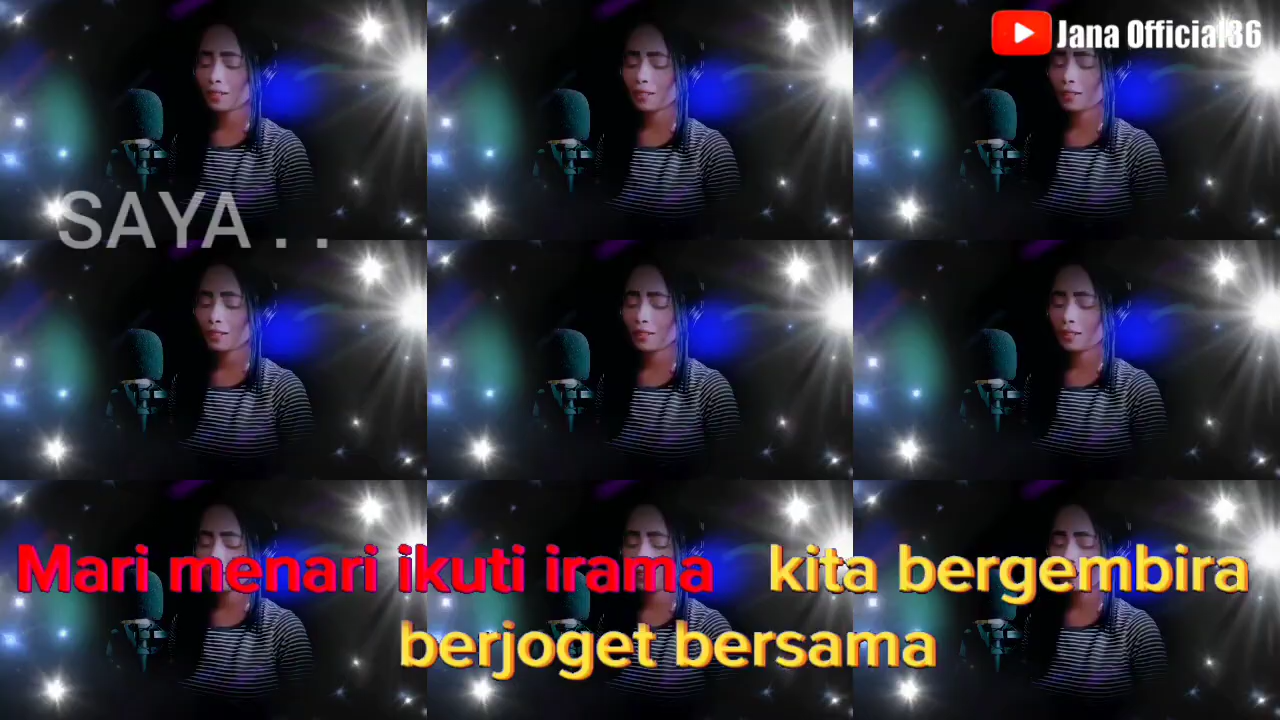 Jana Official86
SAYA . .
Mari menari ikuti irama kita bergembira
berjoget bersama